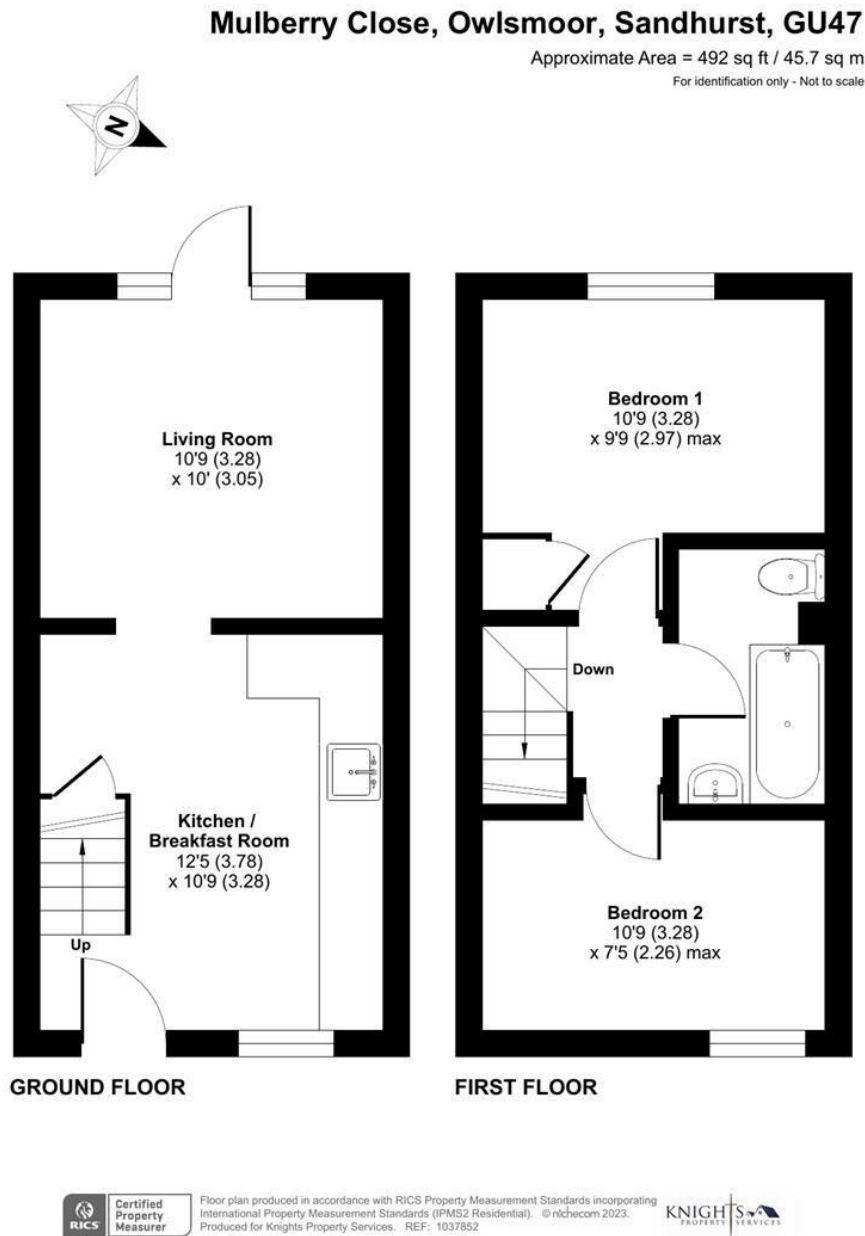 Mulberry Close, Owlsmoor, Sandhurst, GU47
Approximate Area = 492 sq ft / 45.7 sq m
For identification only - Not to scale
N
Living Room
10'9 (3.28)
x 10' (3.05)
Kitchen /
Breakfast Room
12'5 (3.78)
x 10'9 (3.28)
Up
GROUND FLOOR
Bedroom 1
10'9 (3.28)
x 9'9 (2.97) max
Down
Bedroom 2
10'9 (3.28)
x 7'5 (2.26) max
FIRST FLOOR
RICS
Certified
Property
Measurer
Floor plan produced in accordance with RICS Property Measurement Standards incorporating
International Property Measurement Standards (IPMS2 Residential). © nichecom 2023.
Produced for Knights Property Services. REF: 1037852
KNIGHTS
PROPERTY SERVICES